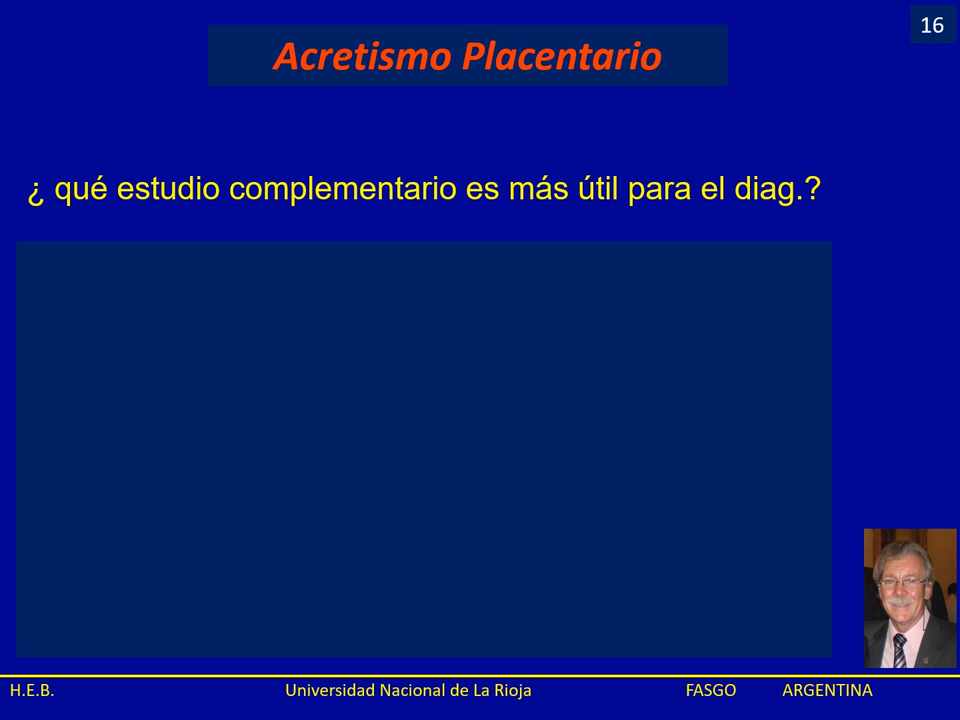 16
Acretismo Placentario
¿ qué estudio complementario es más útil para el diag.?
H.E.B. Universidad Nacional de La Rioja FASGO ARGENTINA